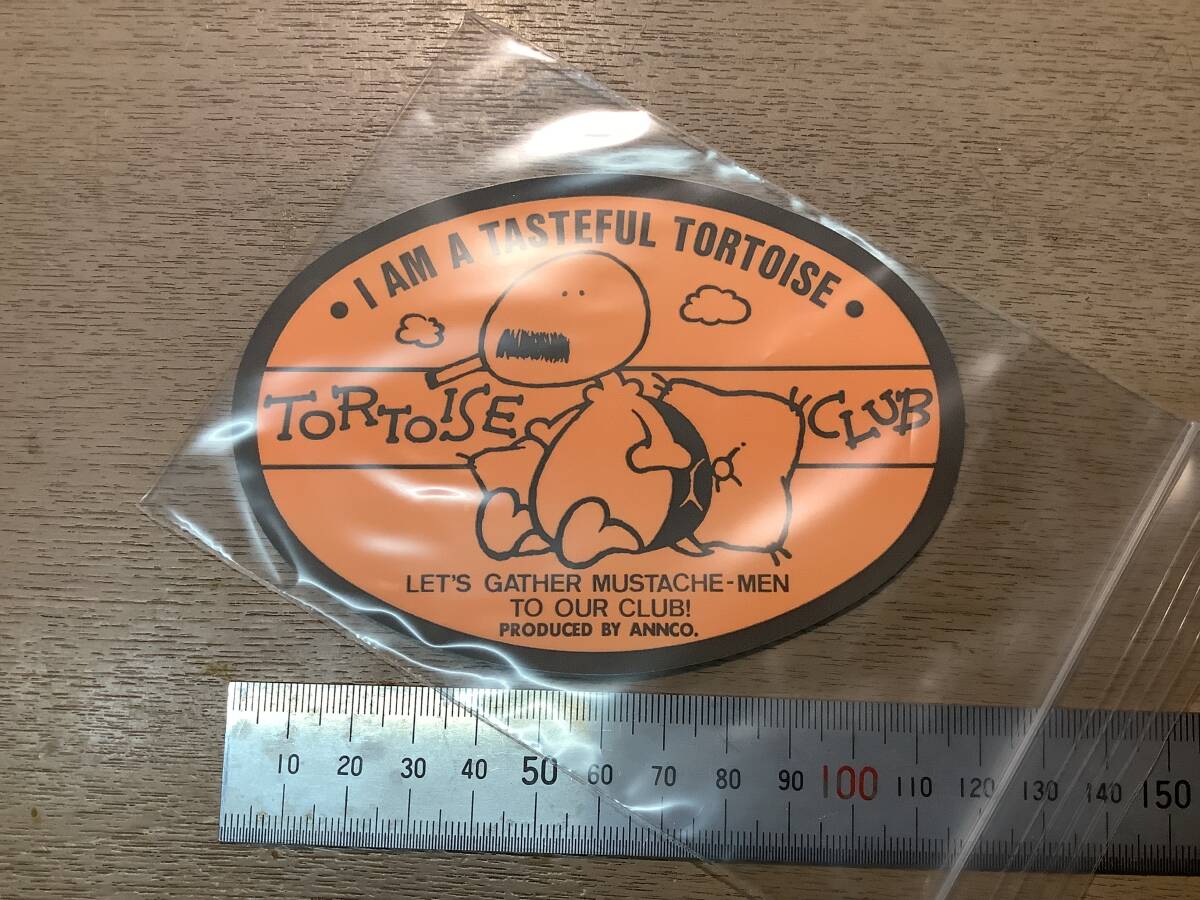 • I AM A TASTEFUL TORTOISE •
TORTOISE CLUB
LET'S GATHER MUSTACHE-MEN
TO OUR CLUB!
PRODUCED BY ANNCO.
10 20 30 40 50 60 70 80 90 100 110 120 130 140 150